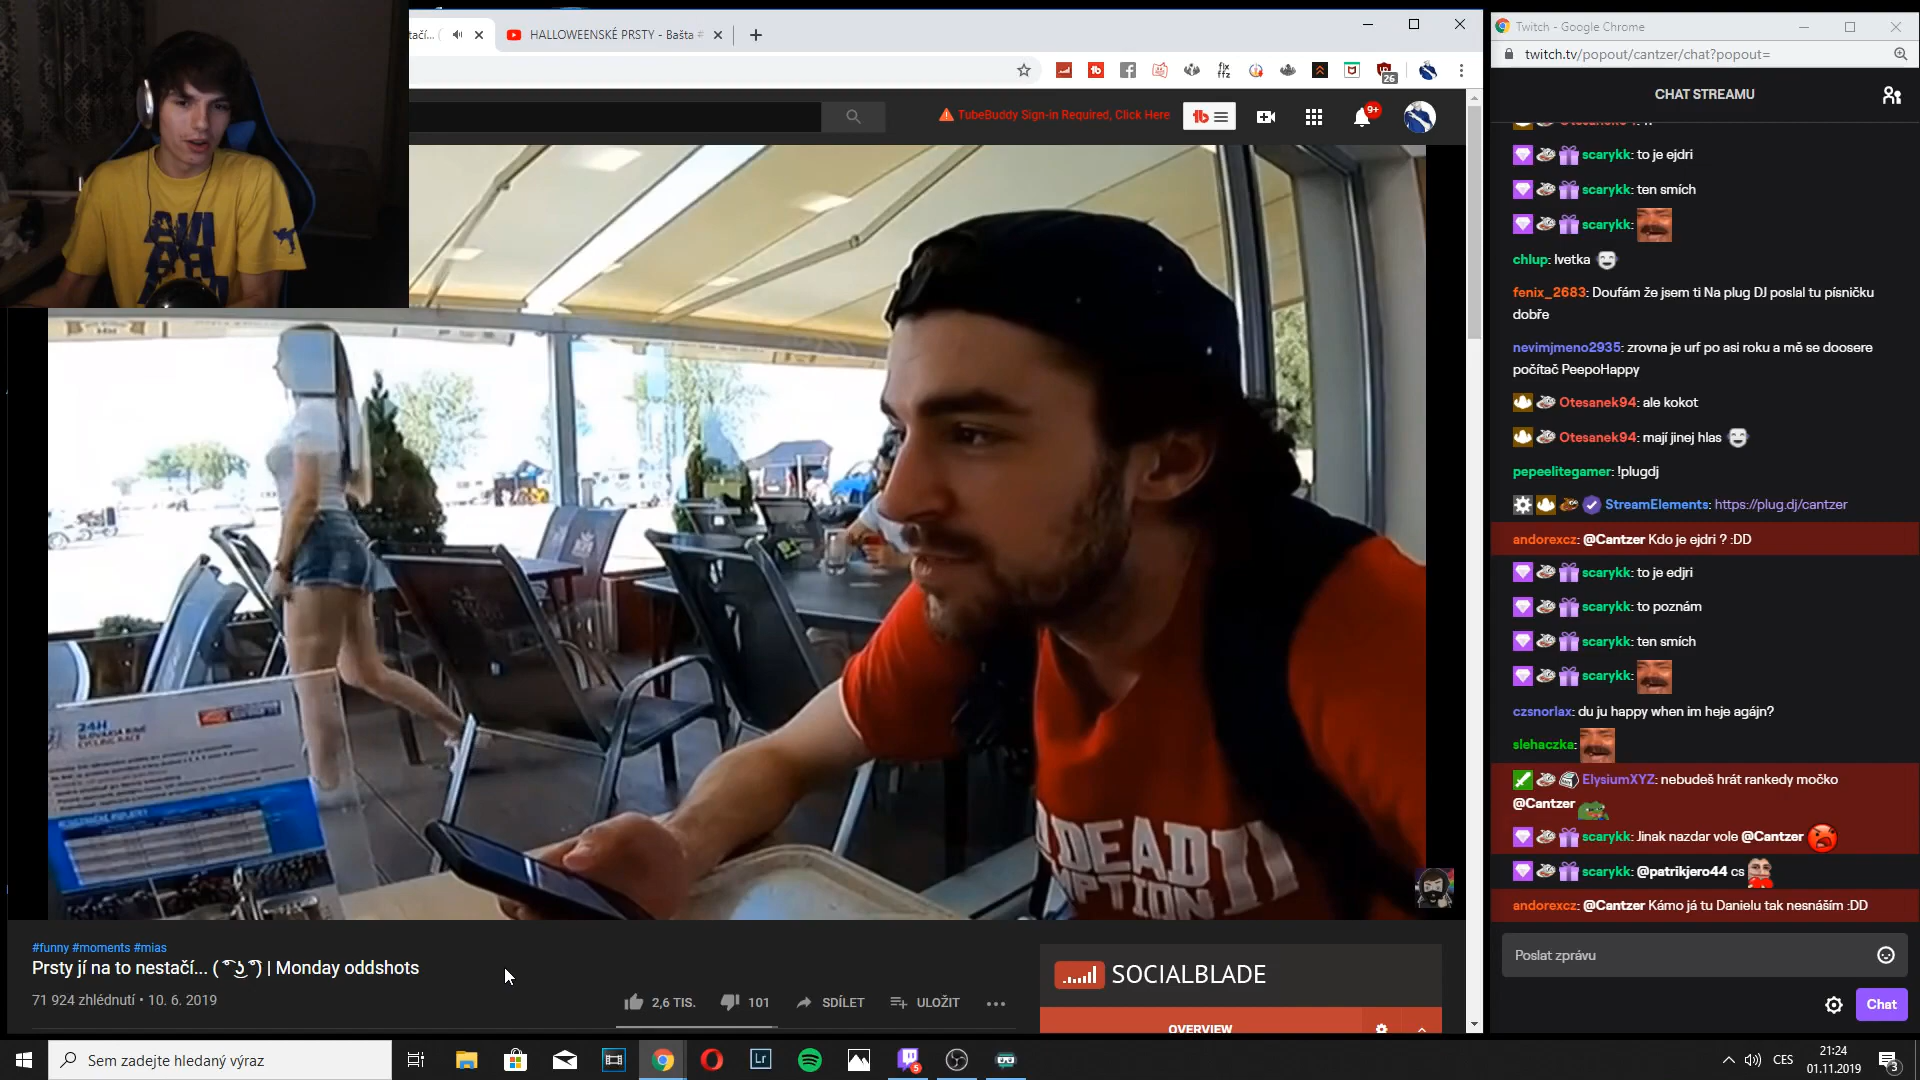 stačí... (
HALLOWEENSKÉ PRSTY - Bašta #
Twitch - Google Chrome
twitch.tv/popout/cantzer/chat?popout=
26
TubeBuddy Sign-in Required, Click Here
9+
CHAT STREAMU
scarykk: to je ejdri
scarykk: ten smích
scarykk:
chlup: Ivetka
fenix_2683: Doufám že jsem ti Na plug DJ poslal tu písničku
dobře
nevimjmeno2935: zrovna je urf po asi roku a mě se doosere
počítač PeepoHappy
Otesanek94: ale kokot
Otesanek94: mají jinej hlas
pepeelitegamer: !plugdj
StreamElements: https://plug.dj/cantzer
andorexcz: @Cantzer Kdo je ejdri ? :DD
scarykk: to je edjri
scarykk: to poznám
scarykk: ten smích
scarykk:
czsnorlax: du ju happy when im heje agájn?
slehaczka:
ElysiumXYZ: nebudeš hrát rankedy močko
@Cantzer
scarykk: Jinak nazdar vole @Cantzer
scarykk: @patrikjero44 cs
andorexcz: @Cantzer Kámo já tu Danielu tak nesnáším :DD
Poslat zprávu
Chat
24H
DEAD
#funny #moments #mias
Prsty jí na to nestačí... ( ͡° ͜ʖ ͡°) | Monday oddshots
71 924 zhlédnutí • 10. 6. 2019
2,6 TIS.
101
SDÍLET
ULOŽIT
SOCIALBLADE
OVERVIEW
Sem zadejte hledaný výraz
Lr
5
CES
21:24
01.11.2019
3